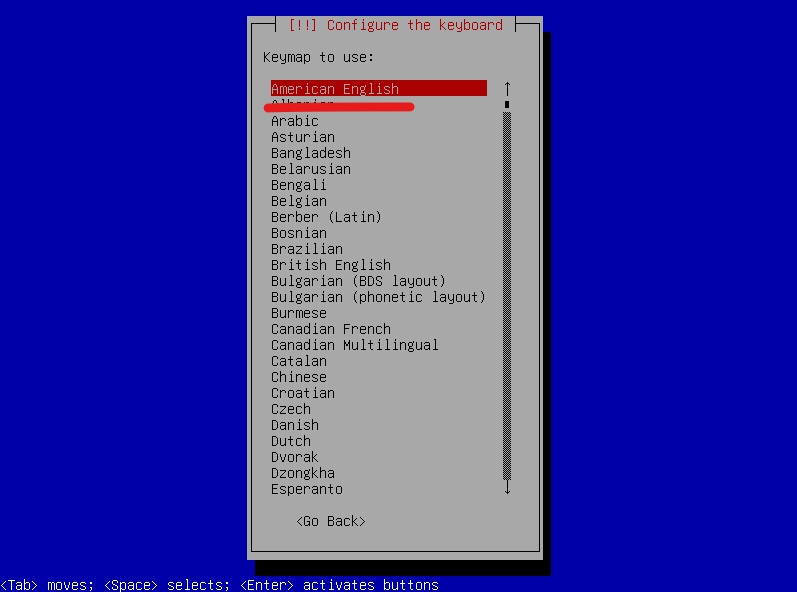 [!!] Configure the keyboard
Keymap to use:
American English
Arabic
Asturian
Bangladesh
Belarusian
Bengali
Belgian
Berber (Latin)
Bosnian
Brazilian
British English
Bulgarian (BDS layout)
Bulgarian (phonetic layout)
Burmese
Canadian French
Canadian Multilingual
Catalan
Chinese
Croatian
Czech
Danish
Dutch
Dvorak
Dzongkha
Esperanto
<Go Back>
<Tab> moves; <Space> selects; <Enter> activates buttons